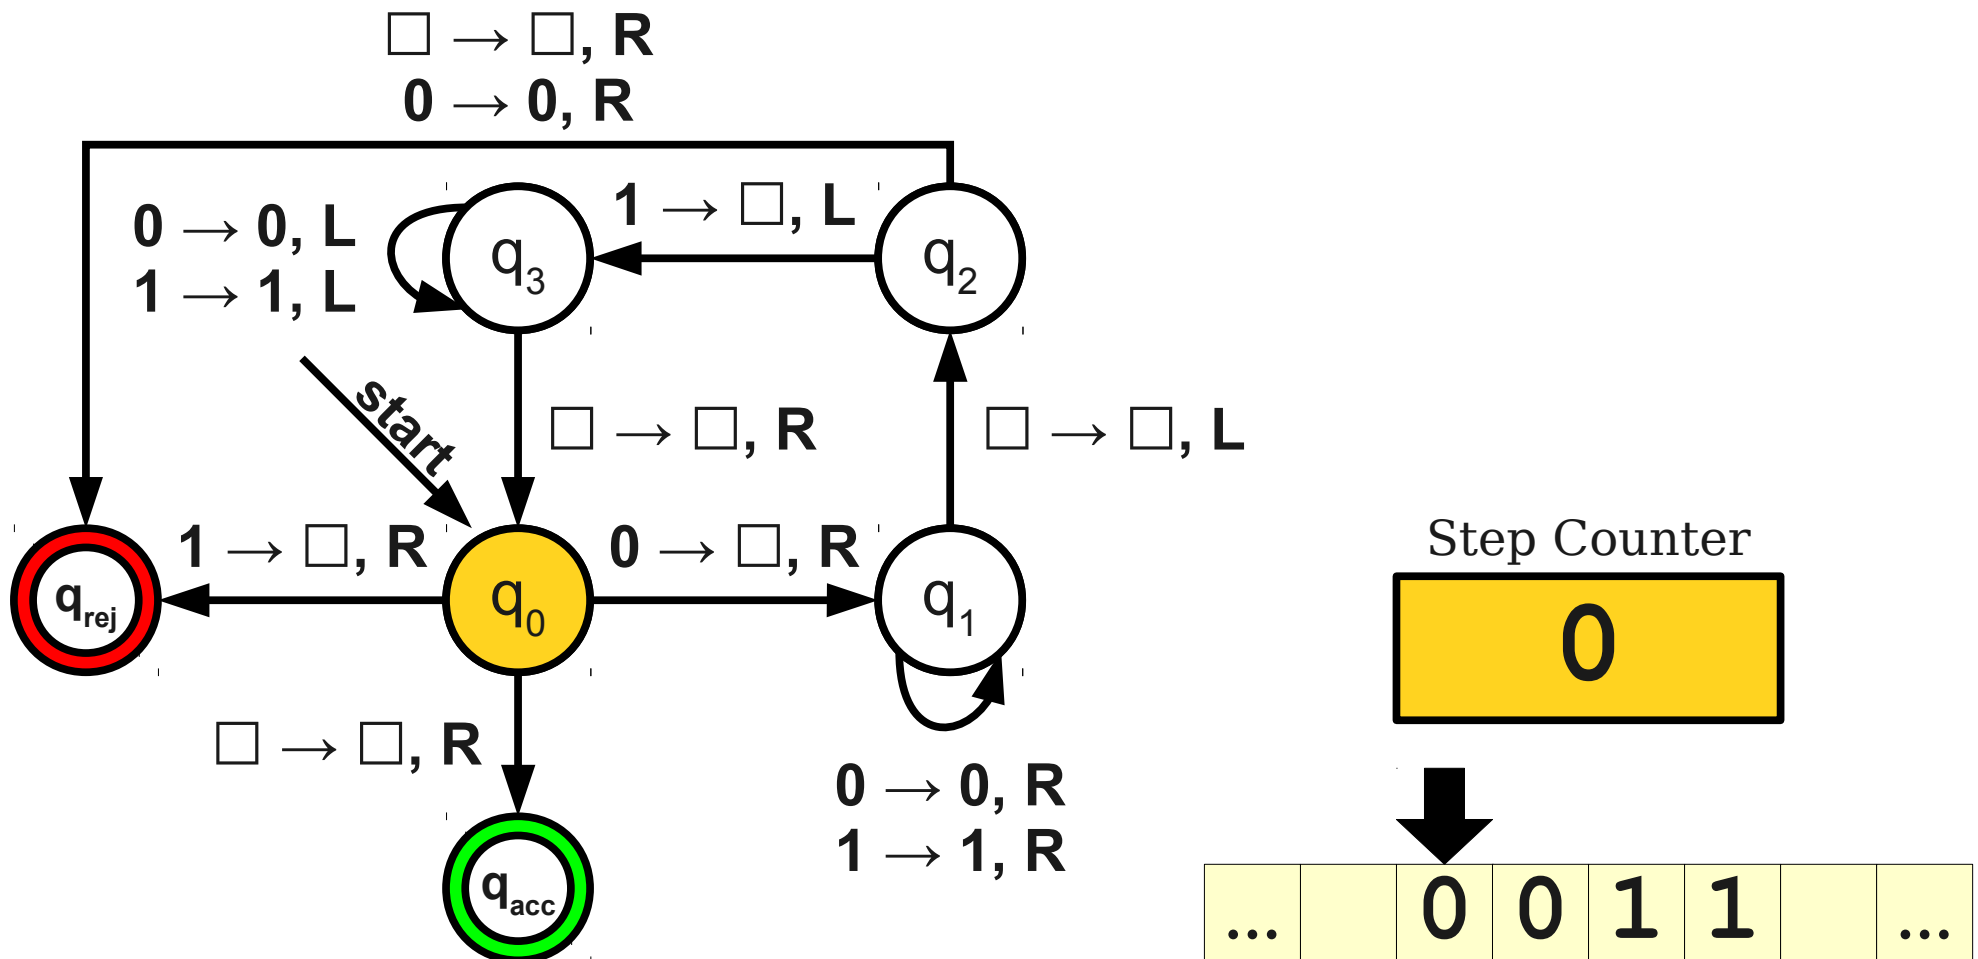 □ → □, R
0 → 0, R
1 → □, L
0 → 0, L
1 → 1, L
q3
q2
start
□ → □, R
□ → □, L
1 → □, R
0 → □, R
qrej
q0
q1
Step Counter
0
□ → □, R
0 → 0, R
1 → 1, R
qacc
... 0 0 1 1 ...